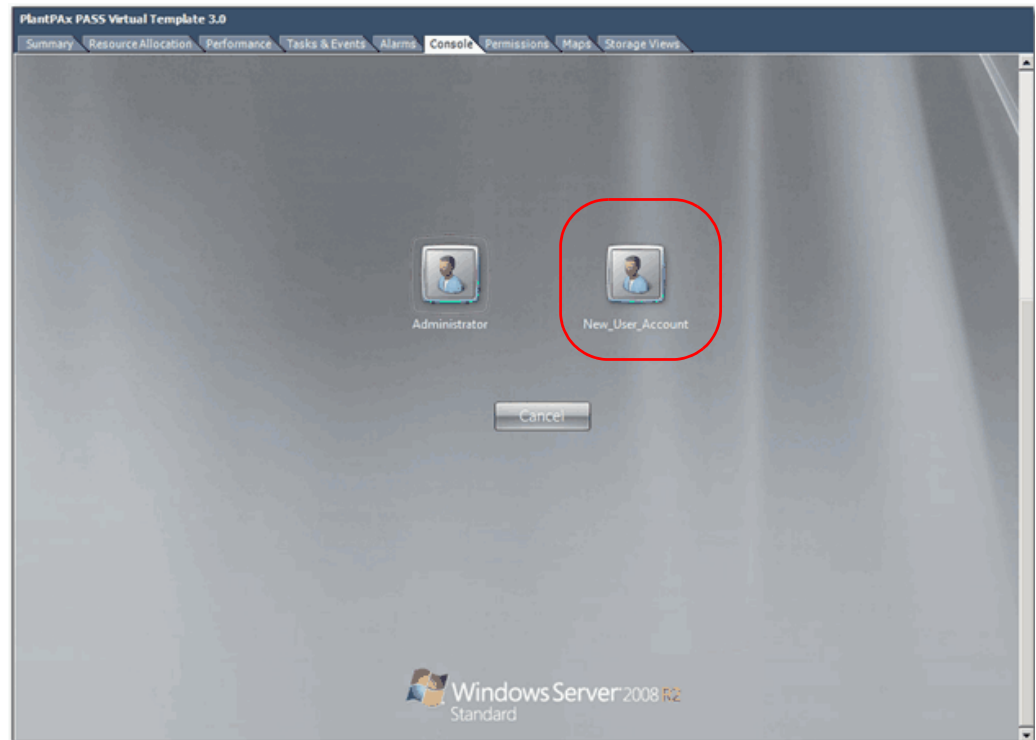 PlantPAx PASS Virtual Template 3.0
Summary Resource Allocation Performance Tasks & Events Alarms Console Permissions Maps Storage Views
Administrator New_User_Account
Cancel
Windows Server 2008 R2
Standard